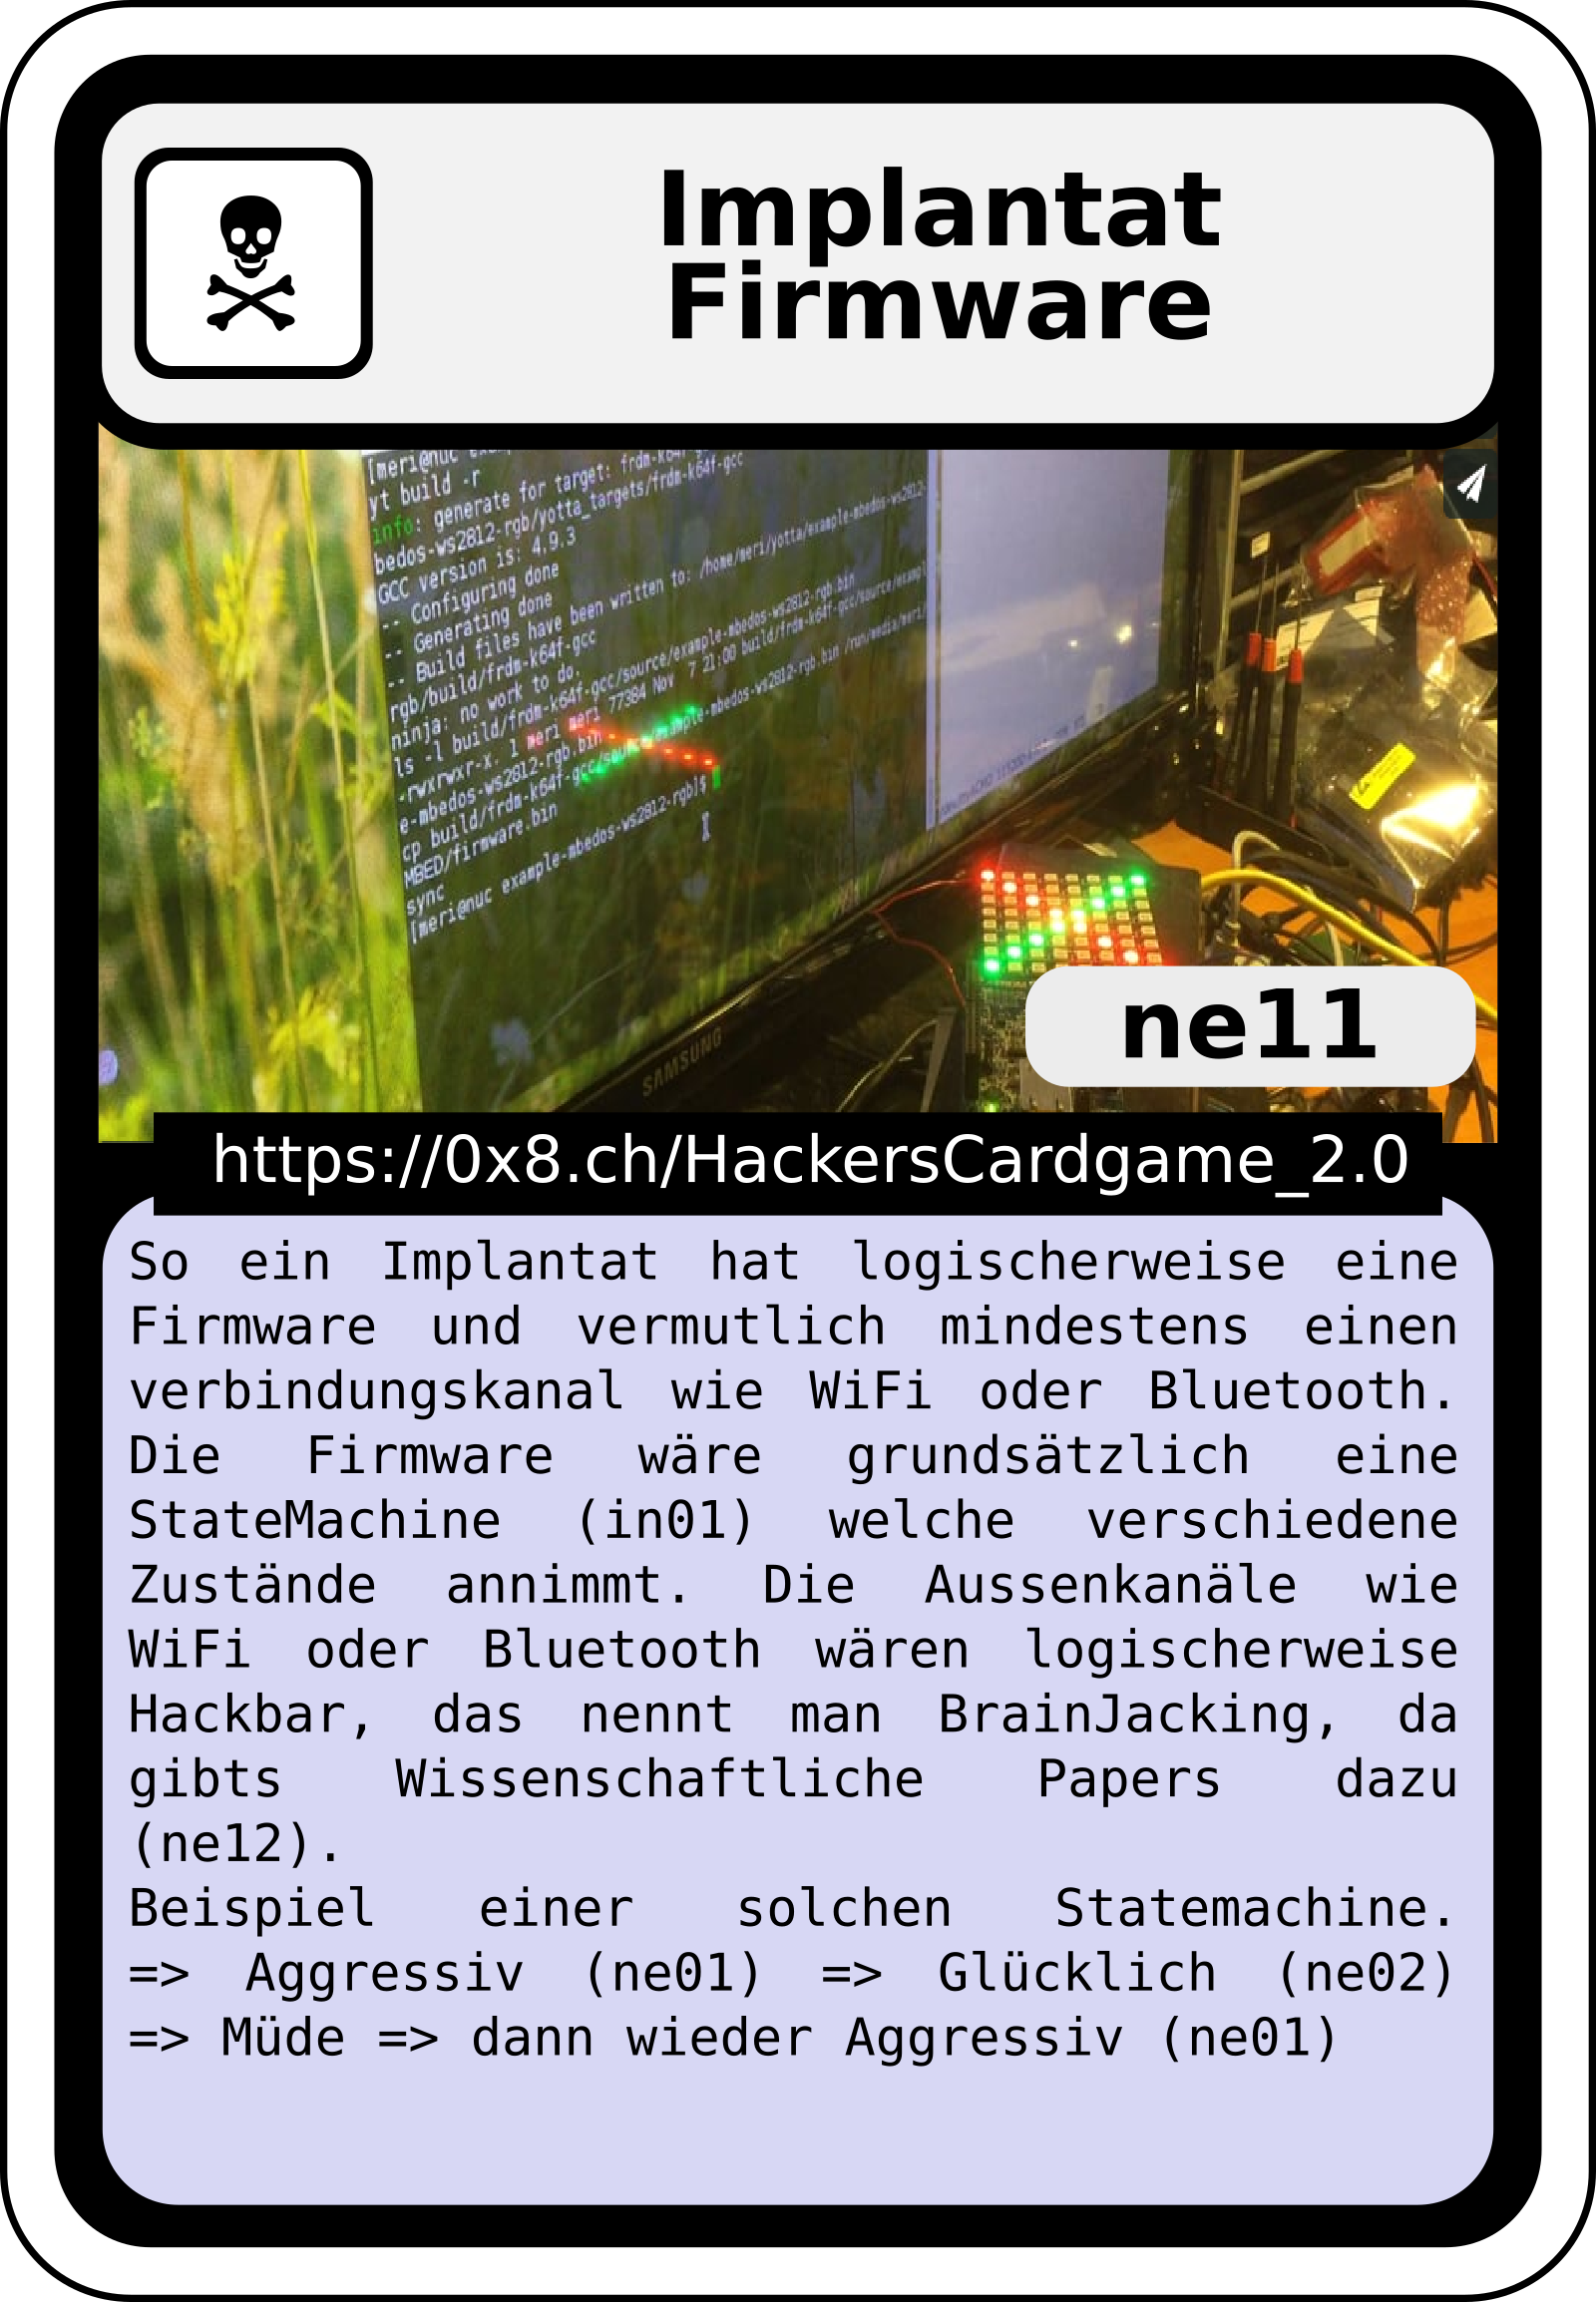 Implantat
Firmware
[meri@nuc
yt build -r
info: generate for target: frdm-k64f-gcc
bedos-ws2812-rgb/yotta_targets/frdm-k64f-gcc
GCC version is: 4.9.3
-- Configuring done
-- Generating done
-- Build files have been written to: /home/meri/yotta/example-mbedos-ws2812-
rgb/build/frdm-k64f-gcc
ninja: no work to do.
ls -l build/frdm-k64f-gcc/source/example-mbedos-ws2812-rgb.bin
-rwxrwxr-x. 1 meri meri 77384 Nov 7 21:00 build/frdm-k64f-gcc/source/exampl
e-mbedos-ws2812-rgb.bin
cp build/frdm-k64f-gcc/source/example-mbedos-ws2812-rgb.bin /run/media/meri/
MBED/firmware.bin
sync
[meri@nuc example-mbedos-ws2812-rgb]$
SAMSUNG
ne11
https://0x8.ch/HackersCardgame_2.0
So ein Implantat hat logischerweise eine
Firmware und vermutlich mindestens einen
verbindungskanal wie WiFi oder Bluetooth.
Die Firmware wäre grundsätzlich eine
StateMachine (in01) welche verschiedene
Zustände annimmt. Die Aussenkanäle wie
WiFi oder Bluetooth wären logischerweise
Hackbar, das nennt man BrainJacking, da
gibts Wissenschaftliche Papers dazu
(ne12).
Beispiel einer solchen Statemachine.
=> Aggressiv (ne01) => Glücklich (ne02)
=> Müde => dann wieder Aggressiv (ne01)